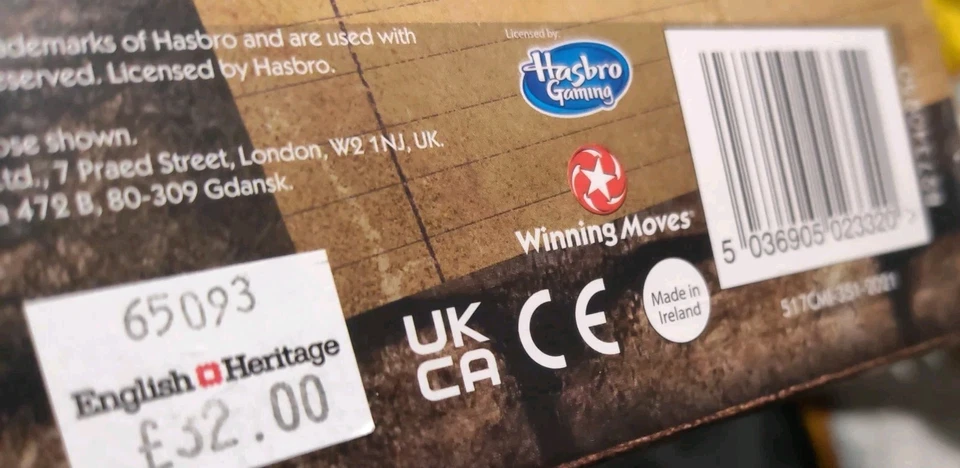 ademarks of Hasbro and are used with
served. Licensed by Hasbro.
ose shown.
Ltd., 7 Praed Street, London, W2 1NJ, UK.
a 472 B, 80-309 Gdansk.
Licensed by:
Hasbro
Gaming
Winning Moves
5 036905 023320 >
UK
CA
CE
Made in
Ireland
65093
English Heritage
£32.00